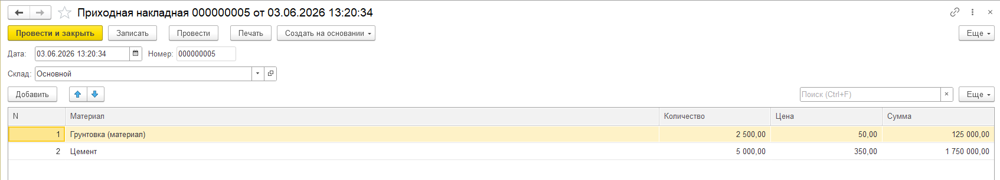 Приходная накладная 000000005 от 03.06.2026 13:20:34
Провести и закрыть Записать Провести Печать Создать на основании Еще
Дата: 03.06.2026 13:20:34 Номер: 000000005
Склад: Основной
Добавить Поиск (Ctrl+F) × Еще
N Материал Количество Цена Сумма
1 Грунтовка (материал) 2 500,00 50,00 125 000,00
2 Цемент 5 000,00 350,00 1 750 000,00